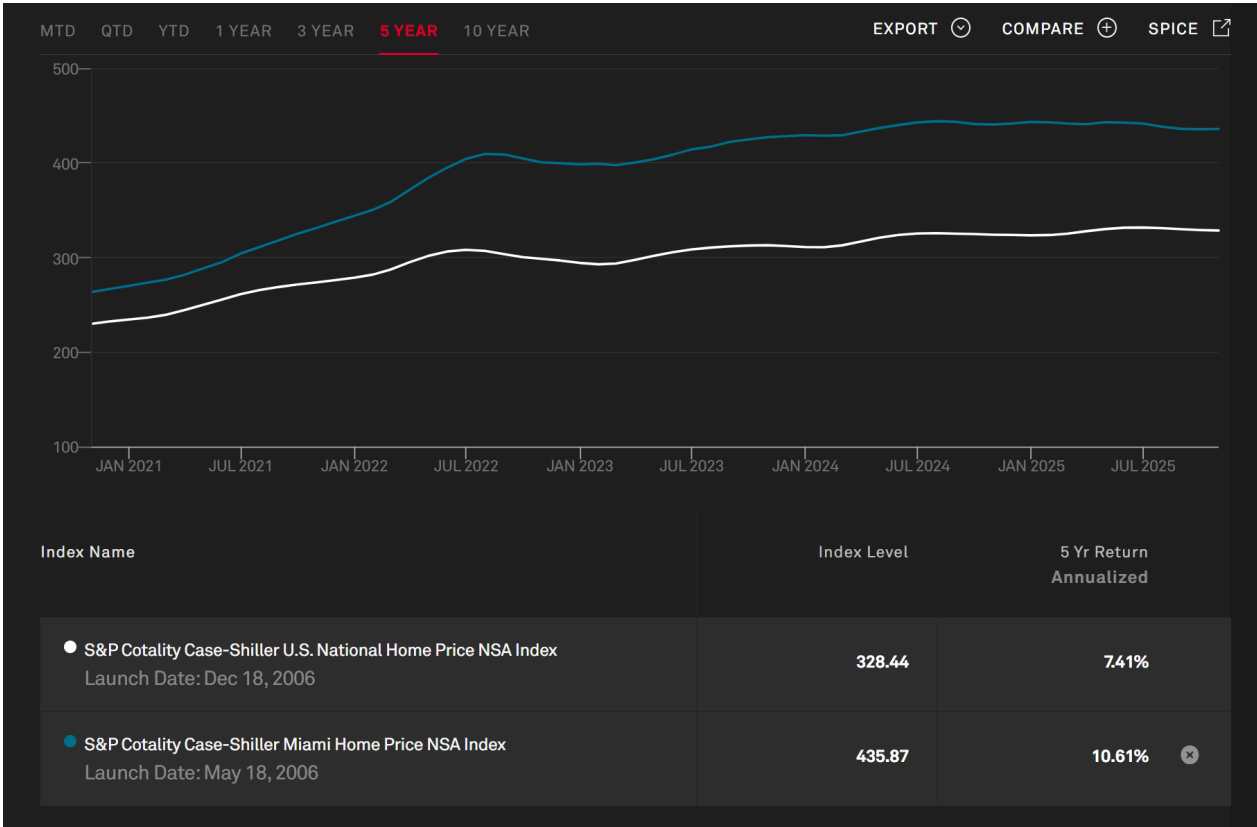 MTD QTD YTD 1 YEAR 3 YEAR 5 YEAR 10 YEAR EXPORT COMPARE SPICE
500
400
300
200
100
JAN 2021 JUL 2021 JAN 2022 JUL 2022 JAN 2023 JUL 2023 JAN 2024 JUL 2024 JAN 2025 JUL 2025
Index Name Index Level 5 Yr Return
Annualized
S&P Cotality Case-Shiller U.S. National Home Price NSA Index 328.44 7.41%
Launch Date: Dec 18, 2006
S&P Cotality Case-Shiller Miami Home Price NSA Index 435.87 10.61%
Launch Date: May 18, 2006